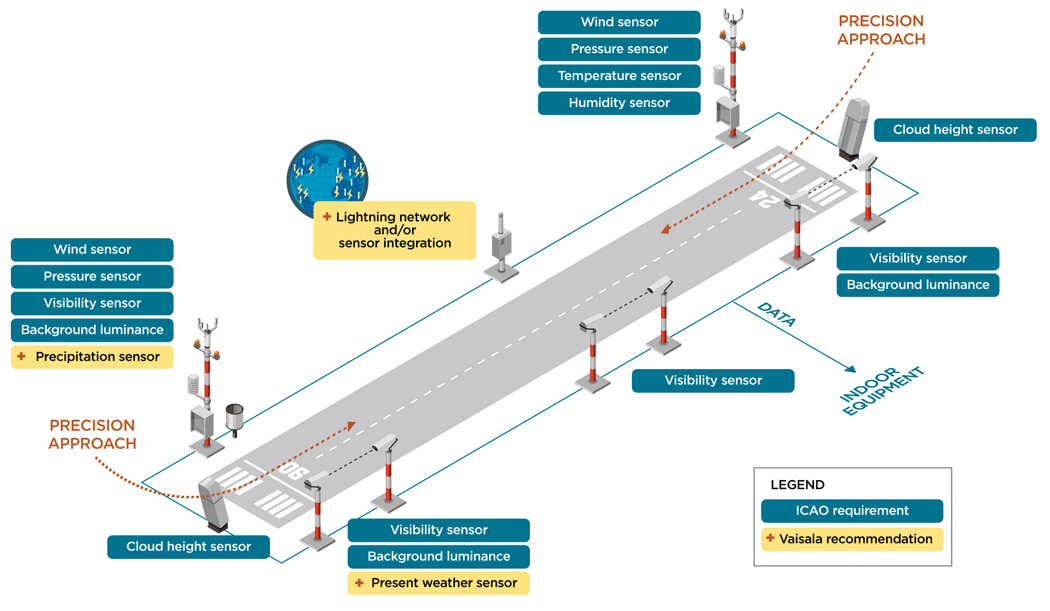 Wind sensor
Pressure sensor
Temperature sensor
Humidity sensor
PRECISION
APPROACH
Cloud height sensor
24
+ Lightning network
and/or
sensor integration
Wind sensor
Pressure sensor
Visibility sensor
Background luminance
+ Precipitation sensor
Visibility sensor
Background luminance
DATA
INDOOR
EQUIPMENT
Visibility sensor
PRECISION
APPROACH
06
Cloud height sensor
Visibility sensor
Background luminance
+ Present weather sensor
LEGEND
ICAO requirement
+ Vaisala recommendation